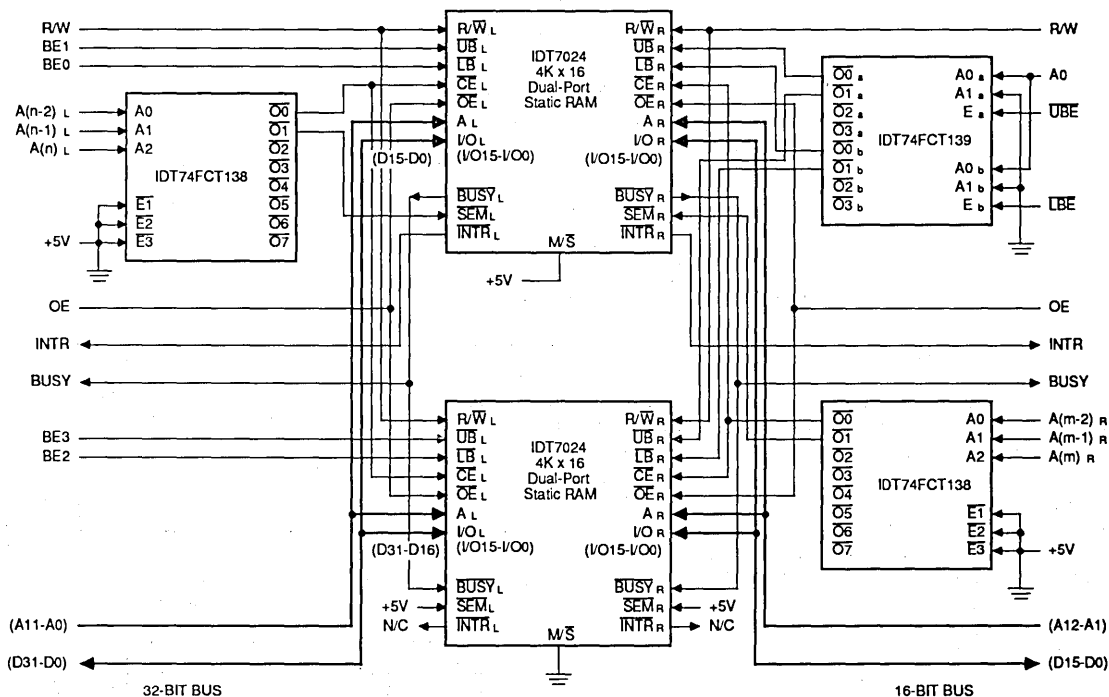 R/W
BE1
BE0
A(n-2) L
A(n-1) L
A(n) L
A0
A1
A2
IDT74FCT138
E1
E2
E3
+5V
O0
O1
O2
O3
O4
O5
O6
O7
R/W L
UB L
LB L
CE L
OE L
A L
I/O L
(D15-D0)
(I/O15-I/O0)
BUSY L
SEM L
INTR L
IDT7024
4K x 16
Dual-Port
Static RAM
M/S
+5V
R/W R
UB R
LB R
CE R
OE R
A R
I/O R
(I/O15-I/O0)
BUSY R
SEM R
INTR R
O0 a
O1 a
O2 a
O3 a
O0 b
O1 b
O2 b
O3 b
IDT74FCT139
A0 a
A1 a
E a
A0 b
A1 b
E b
R/W
A0
UBE
LBE
OE
INTR
BUSY
OE
INTR
BUSY
BE3
BE2
R/W L
UB L
LB L
CE L
OE L
A L
I/O L
(D31-D16)
(I/O15-I/O0)
BUSY L
+5V
SEM L
N/C
INTR L
IDT7024
4K x 16
Dual-Port
Static RAM
M/S
R/W R
UB R
LB R
CE R
OE R
A R
I/O R
(I/O15-I/O0)
BUSY R
SEM R
+5V
INTR R
N/C
O0
O1
O2
O3
O4
O5
O6
O7
IDT74FCT138
A0
A1
A2
E1
E2
E3
A(m-2) R
A(m-1) R
A(m) R
+5V
(A11-A0)
(D31-D0)
32-BIT BUS
(A12-A1)
(D15-D0)
16-BIT BUS